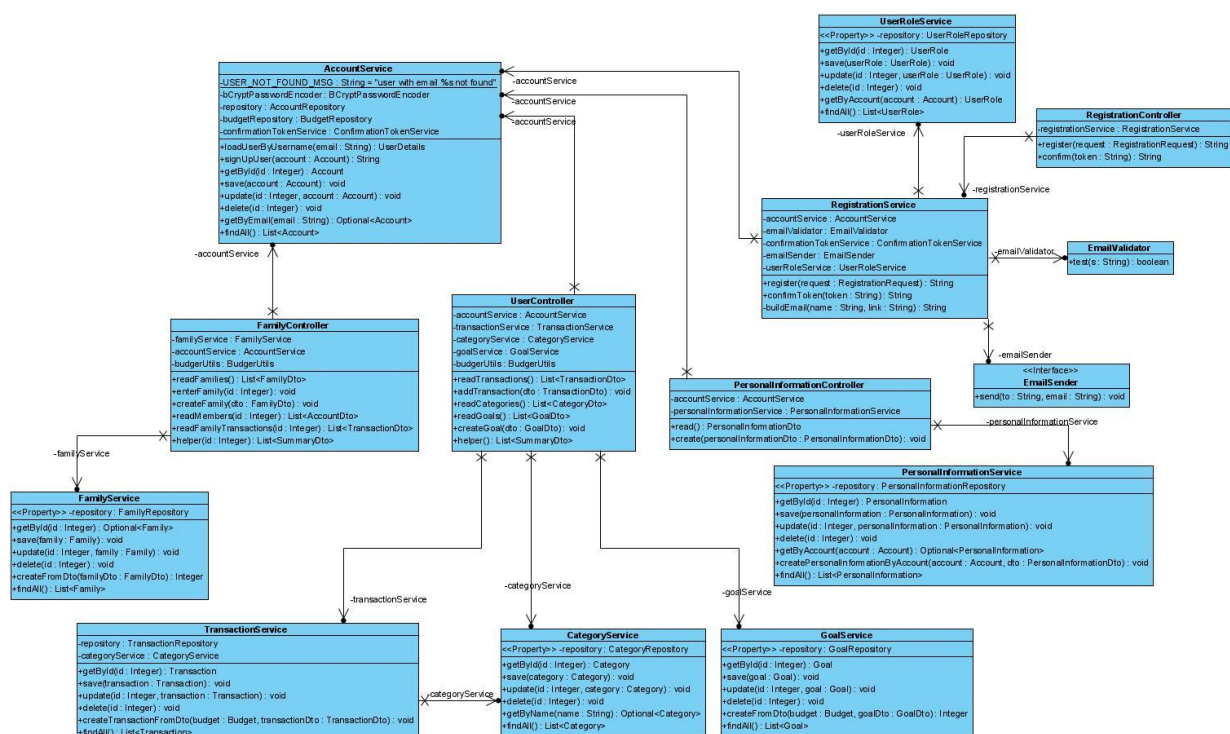 UserRoleService
<<Property>> -repository : UserRoleRepository
+getById(id : Integer) : UserRole
+save(userRole : UserRole) : void
+update(id : Integer, userRole : UserRole) : void
+delete(id : Integer) : void
+getByAccount(account : Account) : UserRole
+findAll() : List<UserRole>
AccountService
-USER_NOT_FOUND_MSG : String = "user with email %s not found"
-bCryptPasswordEncoder : BCryptPasswordEncoder
-repository : AccountRepository
-budgetRepository : BudgetRepository
-confirmationTokenService : ConfirmationTokenService
+loadUserByUsername(email : String) : UserDetails
+signUpUser(account : Account) : String
+getById(id : Integer) : Account
+save(account : Account) : void
+update(id : Integer, account : Account) : void
+delete(id : Integer) : void
+getByEmail(email : String) : Optional<Account>
+findAll() : List<Account>
-accountService
-accountService
-accountService
-accountService
-userRoleService
RegistrationController
-registrationService : RegistrationService
+register(request : RegistrationRequest) : String
+confirm(token : String) : String
-registrationService
RegistrationService
-accountService : AccountService
-emailValidator : EmailValidator
-confirmationTokenService : ConfirmationTokenService
-emailSender : EmailSender
-userRoleService : UserRoleService
+register(request : RegistrationRequest) : String
+confirmToken(token : String) : String
-buildEmail(name : String, link : String) : String
-emailValidator
EmailValidator
+test(s : String) : boolean
-emailSender
<<Interface>>
EmailSender
+send(to : String, email : String) : void
FamilyController
-familyService : FamilyService
-accountService : AccountService
-budgerUtils : BudgerUtils
+readFamilies() : List<FamilyDto>
+enterFamily(id : Integer) : void
+createFamily(dto : FamilyDto) : void
+readMembers(id : Integer) : List<AccountDto>
+readFamilyTransactions(id : Integer) : List<TransactionDto>
+helper(id : Integer) : List<SummaryDto>
UserController
-accountService : AccountService
-transactionService : TransactionService
-categoryService : CategoryService
-goalService : GoalService
-budgerUtils : BudgerUtils
+readTransactions() : List<TransactionDto>
+addTransaction(dto : TransactionDto) : void
+readCategories() : List<CategoryDto>
+readGoals() : List<GoalDto>
+createGoal(dto : GoalDto) : void
+helper() : List<SummaryDto>
PersonalInformationController
-accountService : AccountService
-personalInformationService : PersonalInformationService
+read() : PersonalInformationDto
+create(personalInformationDto : PersonalInformationDto) : void
-personalInformationService
-familyService
FamilyService
<<Property>> -repository : FamilyRepository
+getById(id : Integer) : Optional<Family>
+save(family : Family) : void
+update(id : Integer, family : Family) : void
+delete(id : Integer) : void
+createFromDto(familyDto : FamilyDto) : Integer
+findAll() : List<Family>
PersonalInformationService
<<Property>> -repository : PersonalInformationRepository
+getById(id : Integer) : PersonalInformation
+save(personalInformation : PersonalInformation) : void
+update(id : Integer, personalInformation : PersonalInformation) : void
+delete(id : Integer) : void
+getByAccount(account : Account) : Optional<PersonalInformation>
+createPersonalInformationByAccount(account : Account, dto : PersonalInformationDto) : void
+findAll() : List<PersonalInformation>
-transactionService
-categoryService
-goalService
TransactionService
-repository : TransactionRepository
-categoryService : CategoryService
+getById(id : Integer) : Transaction
+save(transaction : Transaction) : void
+update(id : Integer, transaction : Transaction) : void
+delete(id : Integer) : void
+createTransactionFromDto(budget : Budget, transactionDto : TransactionDto) : void
+findAll() : List<Transaction>
-categoryService
CategoryService
<<Property>> -repository : CategoryRepository
+getById(id : Integer) : Category
+save(category : Category) : void
+update(id : Integer, category : Category) : void
+delete(id : Integer) : void
+getByName(name : String) : Optional<Category>
+findAll() : List<Category>
GoalService
<<Property>> -repository : GoalRepository
+getById(id : Integer) : Goal
+save(goal : Goal) : void
+update(id : Integer, goal : Goal) : void
+delete(id : Integer) : void
+createFromDto(budget : Budget, goalDto : GoalDto) : Integer
+findAll() : List<Goal>